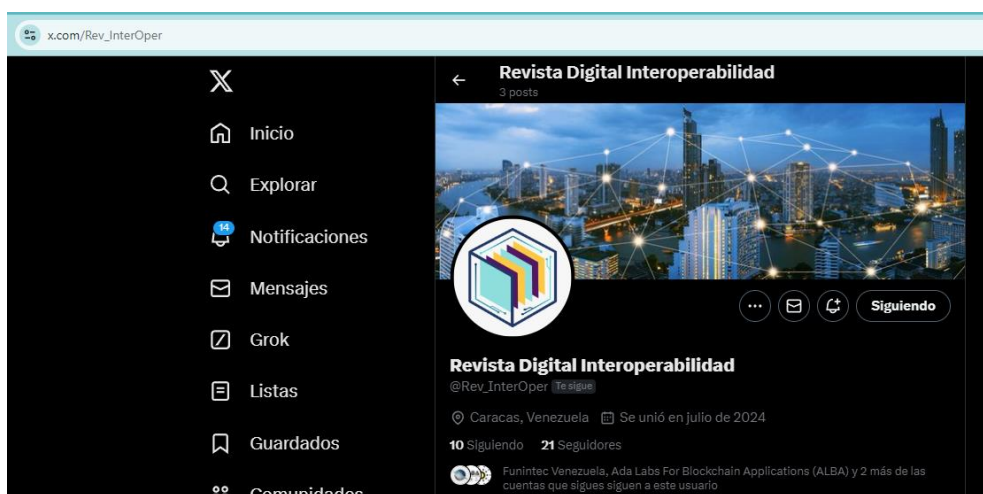 x.com/Rev_InterOper
Revista Digital Interoperabilidad
3 posts
Inicio
Explorar
14
Notificaciones
Mensajes
Grok
Listas
Guardados
Comunidades
Siguiendo
Revista Digital Interoperabilidad
@Rev_InterOper Te sigue
Caracas, Venezuela Se unió en julio de 2024
10 Siguiendo 21 Seguidores
Funintec Venezuela, Ada Labs For Blockchain Applications (ALBA) y 2 más de las
cuentas que sigues siguen a este usuario